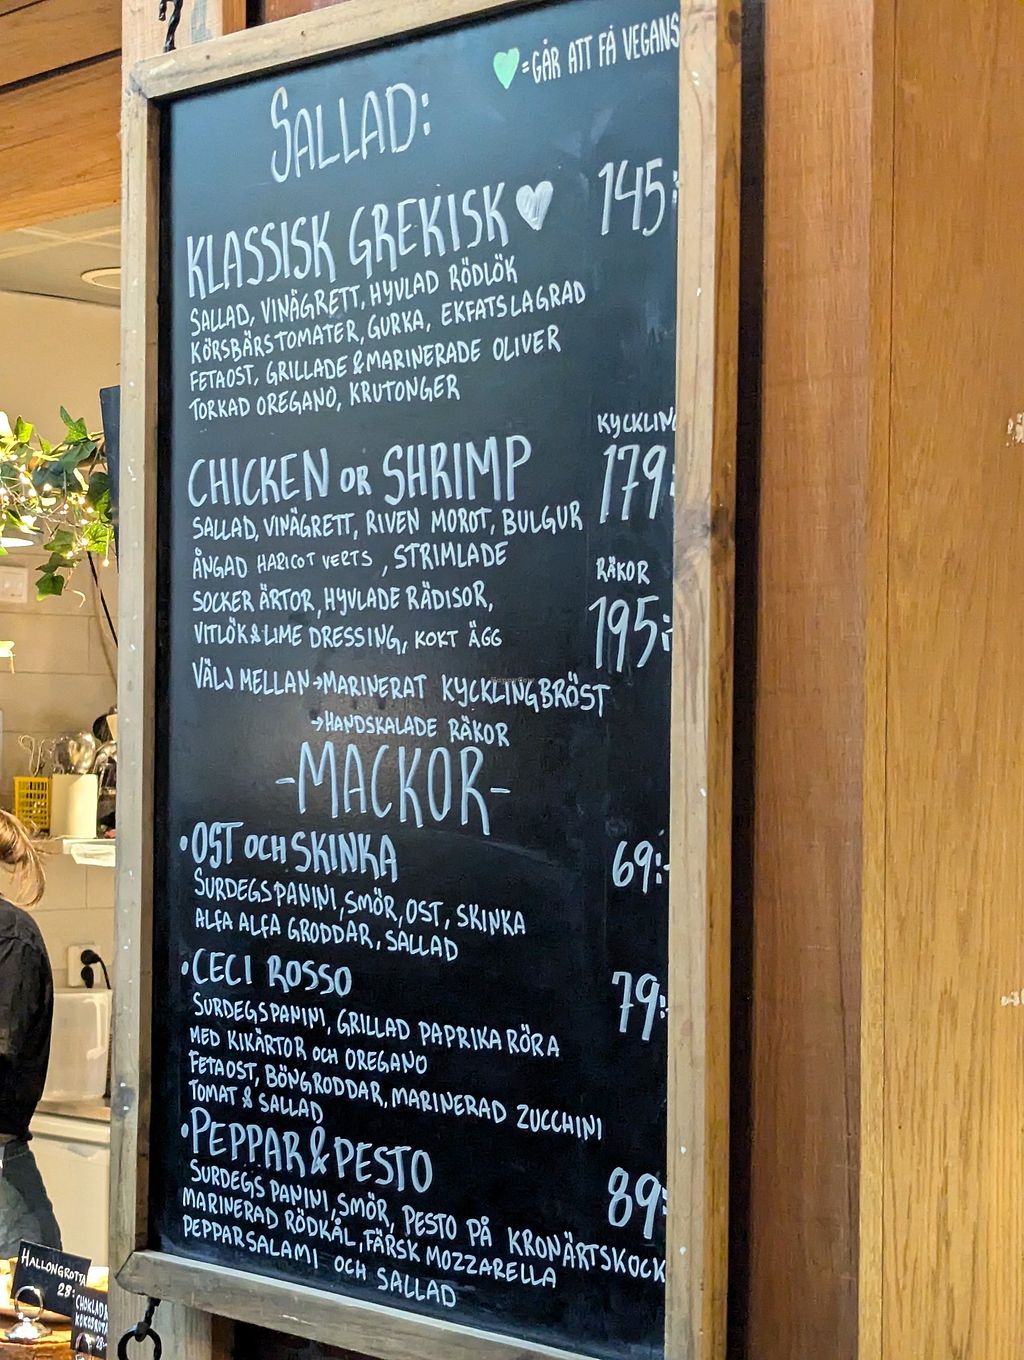 💚=GÅR ATT FÅ VEGANS
SALLAD:
KLASSISK GREKISK ♥ 145:
SALLAD, VINÄGRETT, HYVLAD RÖDLÖK
KÖRSBÄRSTOMATER, GURKA, EKFATSLAGRAD
FETAOST, GRILLADE & MARINERADE OLIVER
TORKAD OREGANO, KRUTONGER
KYCKLING
CHICKEN OR SHRIMP 179:
SALLAD, VINÄGRETT, RIVEN MOROT, BULGUR
ÅNGAD HARICOT VERTS, STRIMLADE
RÄKOR
SOCKER ÄRTOR, HYVLADE RÄDISOR,
195:-
VITLÖK & LIME DRESSING, KOKT ÄGG
VÄLJ MELLAN→MARINERAT KYCKLINGBRÖST
→HANDSKALADE RÄKOR
-MACKOR-
•OST OCH SKINKA 69:-
SURDEGSPANINI, SMÖR, OST, SKINKA
ALFA ALFA GRODDAR, SALLAD
•CECI ROSSO 79:-
SURDEGSPANINI, GRILLAD PAPRIKA RÖRA
MED KIKÄRTOR OCH OREGANO
FETAOST, BÖNGRODDAR, MARINERAD ZUCCHINI
TOMAT & SALLAD
•PEPPAR & PESTO 89:
SURDEGS PANINI, SMÖR, PESTO PÅ KRONÄRTSKOCK
MARINERAD RÖDKÅL, FÄRSK MOZZARELLA
PEPPARSALAMI OCH SALLAD
HALLONGROTTA
28: